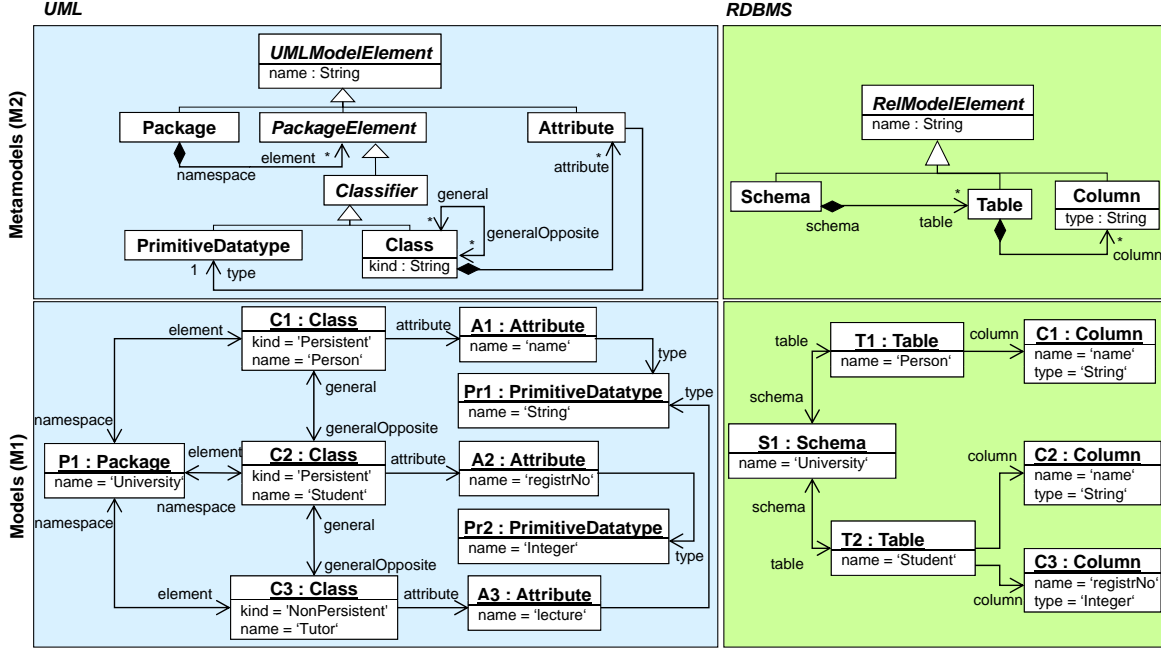 UML
RDBMS
Metamodels (M2)
UMLModelElement
name : String
Package
PackageElement
Attribute
element
*
namespace
*
attribute
Classifier
general
*
*
generalOpposite
PrimitiveDatatype
Class
kind : String
1
type
RelModelElement
name : String
Schema
Table
Column
type : String
*
schema
table
*
column
Models (M1)
C1 : Class
kind = 'Persistent'
name = 'Person‘
element
attribute
A1 : Attribute
name = ‘name‘
type
Pr1 : PrimitiveDatatype
name = ‘String‘
type
general
generalOpposite
namespace
P1 : Package
name = ‘University‘
element
namespace
namespace
C2 : Class
kind = 'Persistent'
name = 'Student‘
attribute
A2 : Attribute
name = ‘registrNo‘
Pr2 : PrimitiveDatatype
name = ‘Integer‘
type
general
generalOpposite
element
C3 : Class
kind = 'NonPersistent'
name = 'Tutor‘
attribute
A3 : Attribute
name = ‘lecture‘
table
T1 : Table
name = ‘Person‘
column
C1 : Column
name = ‘name‘
type = ‘String‘
schema
S1 : Schema
name = ‘University‘
schema
column
C2 : Column
name = ‘name‘
type = ‘String‘
table
T2 : Table
name = ‘Student‘
column
C3 : Column
name = ‘registrNo‘
type = ‘Integer‘